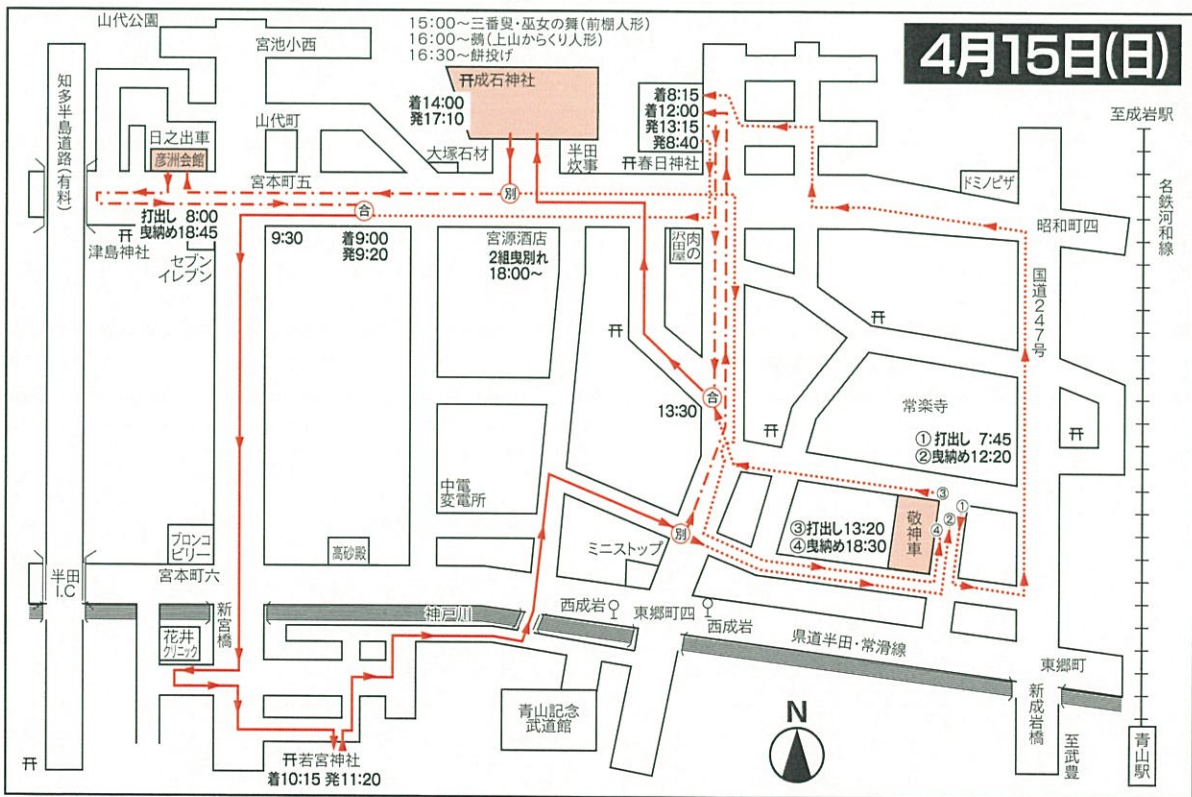 4月15日(日)
山代公園
宮池小西
15:00〜三番叟・巫女の舞(前棚人形)
16:00〜鷂(上山からくり人形)
16:30〜餅投げ
成石神社
着14:00
発17:10
着8:15
着12:00
発13:15
発8:40
至成岩駅
知多半島道路(有料)
日之出車
彦洲会館
山代町
大塚石材
半田
炊事
春日神社
ドミノピザ
名鉄河和線
宮本町五
別
合
打出し 8:00
曳納め 18:45
津島神社
セブン
イレブン
9:30
着9:00
発9:20
宮源酒店
2組曳別れ
18:00〜
肉の
沢田屋
昭和町四
国道247号
13:30
合
常楽寺
① 打出し 7:45
②曳納め12:20
中電
変電所
③
①
②
④
③打出し13:20
④曳納め18:30
敬神車
別
ミニストップ
ブロンコ
ビリー
高砂殿
半田
I.C
宮本町六
新宮橋
神戸川
西成岩
東郷町四
西成岩
県道半田・常滑線
東郷町
花井
クリニック
青山記念
武道館
新成岩橋
至武豊
青山駅
N
若宮神社
着10:15 発11:20